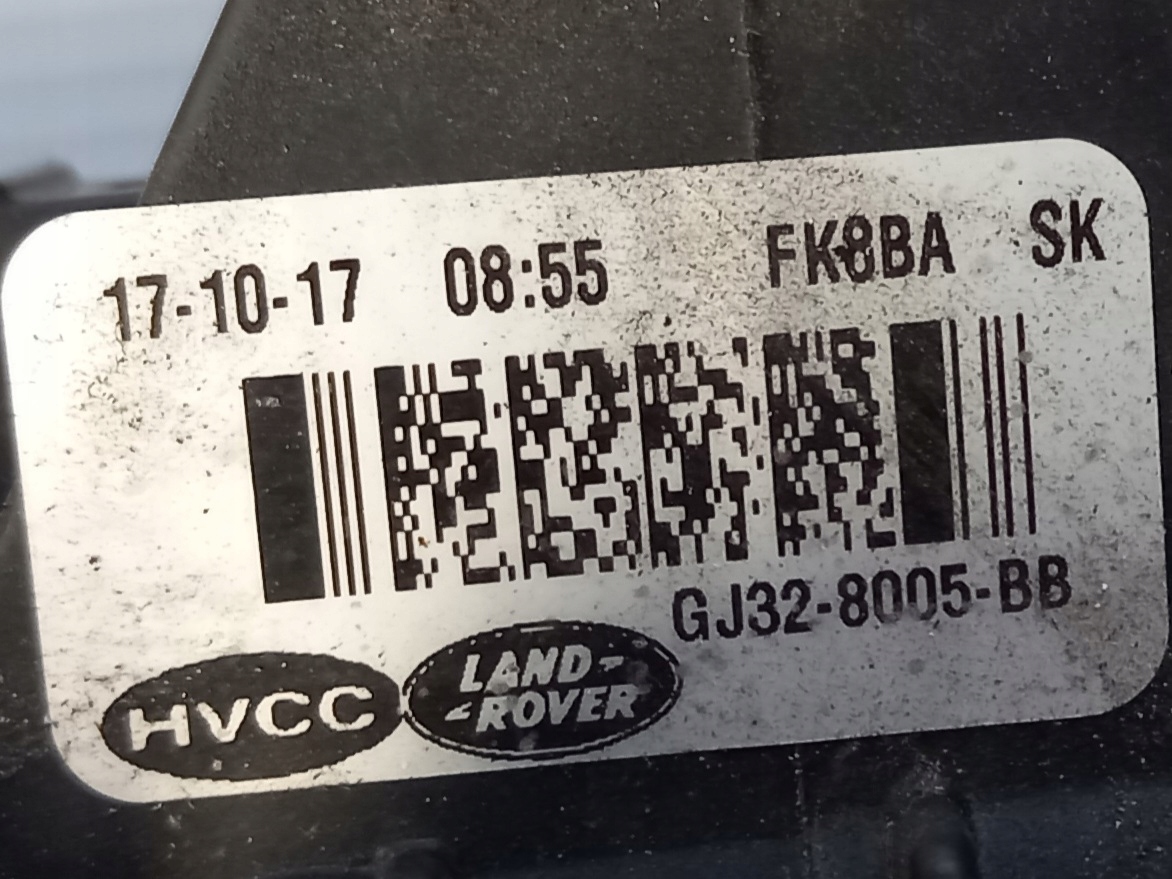 17-10-17 08:55 FK8BA SK
GJ32-8005-BB
HVCC
LAND-
ROVER